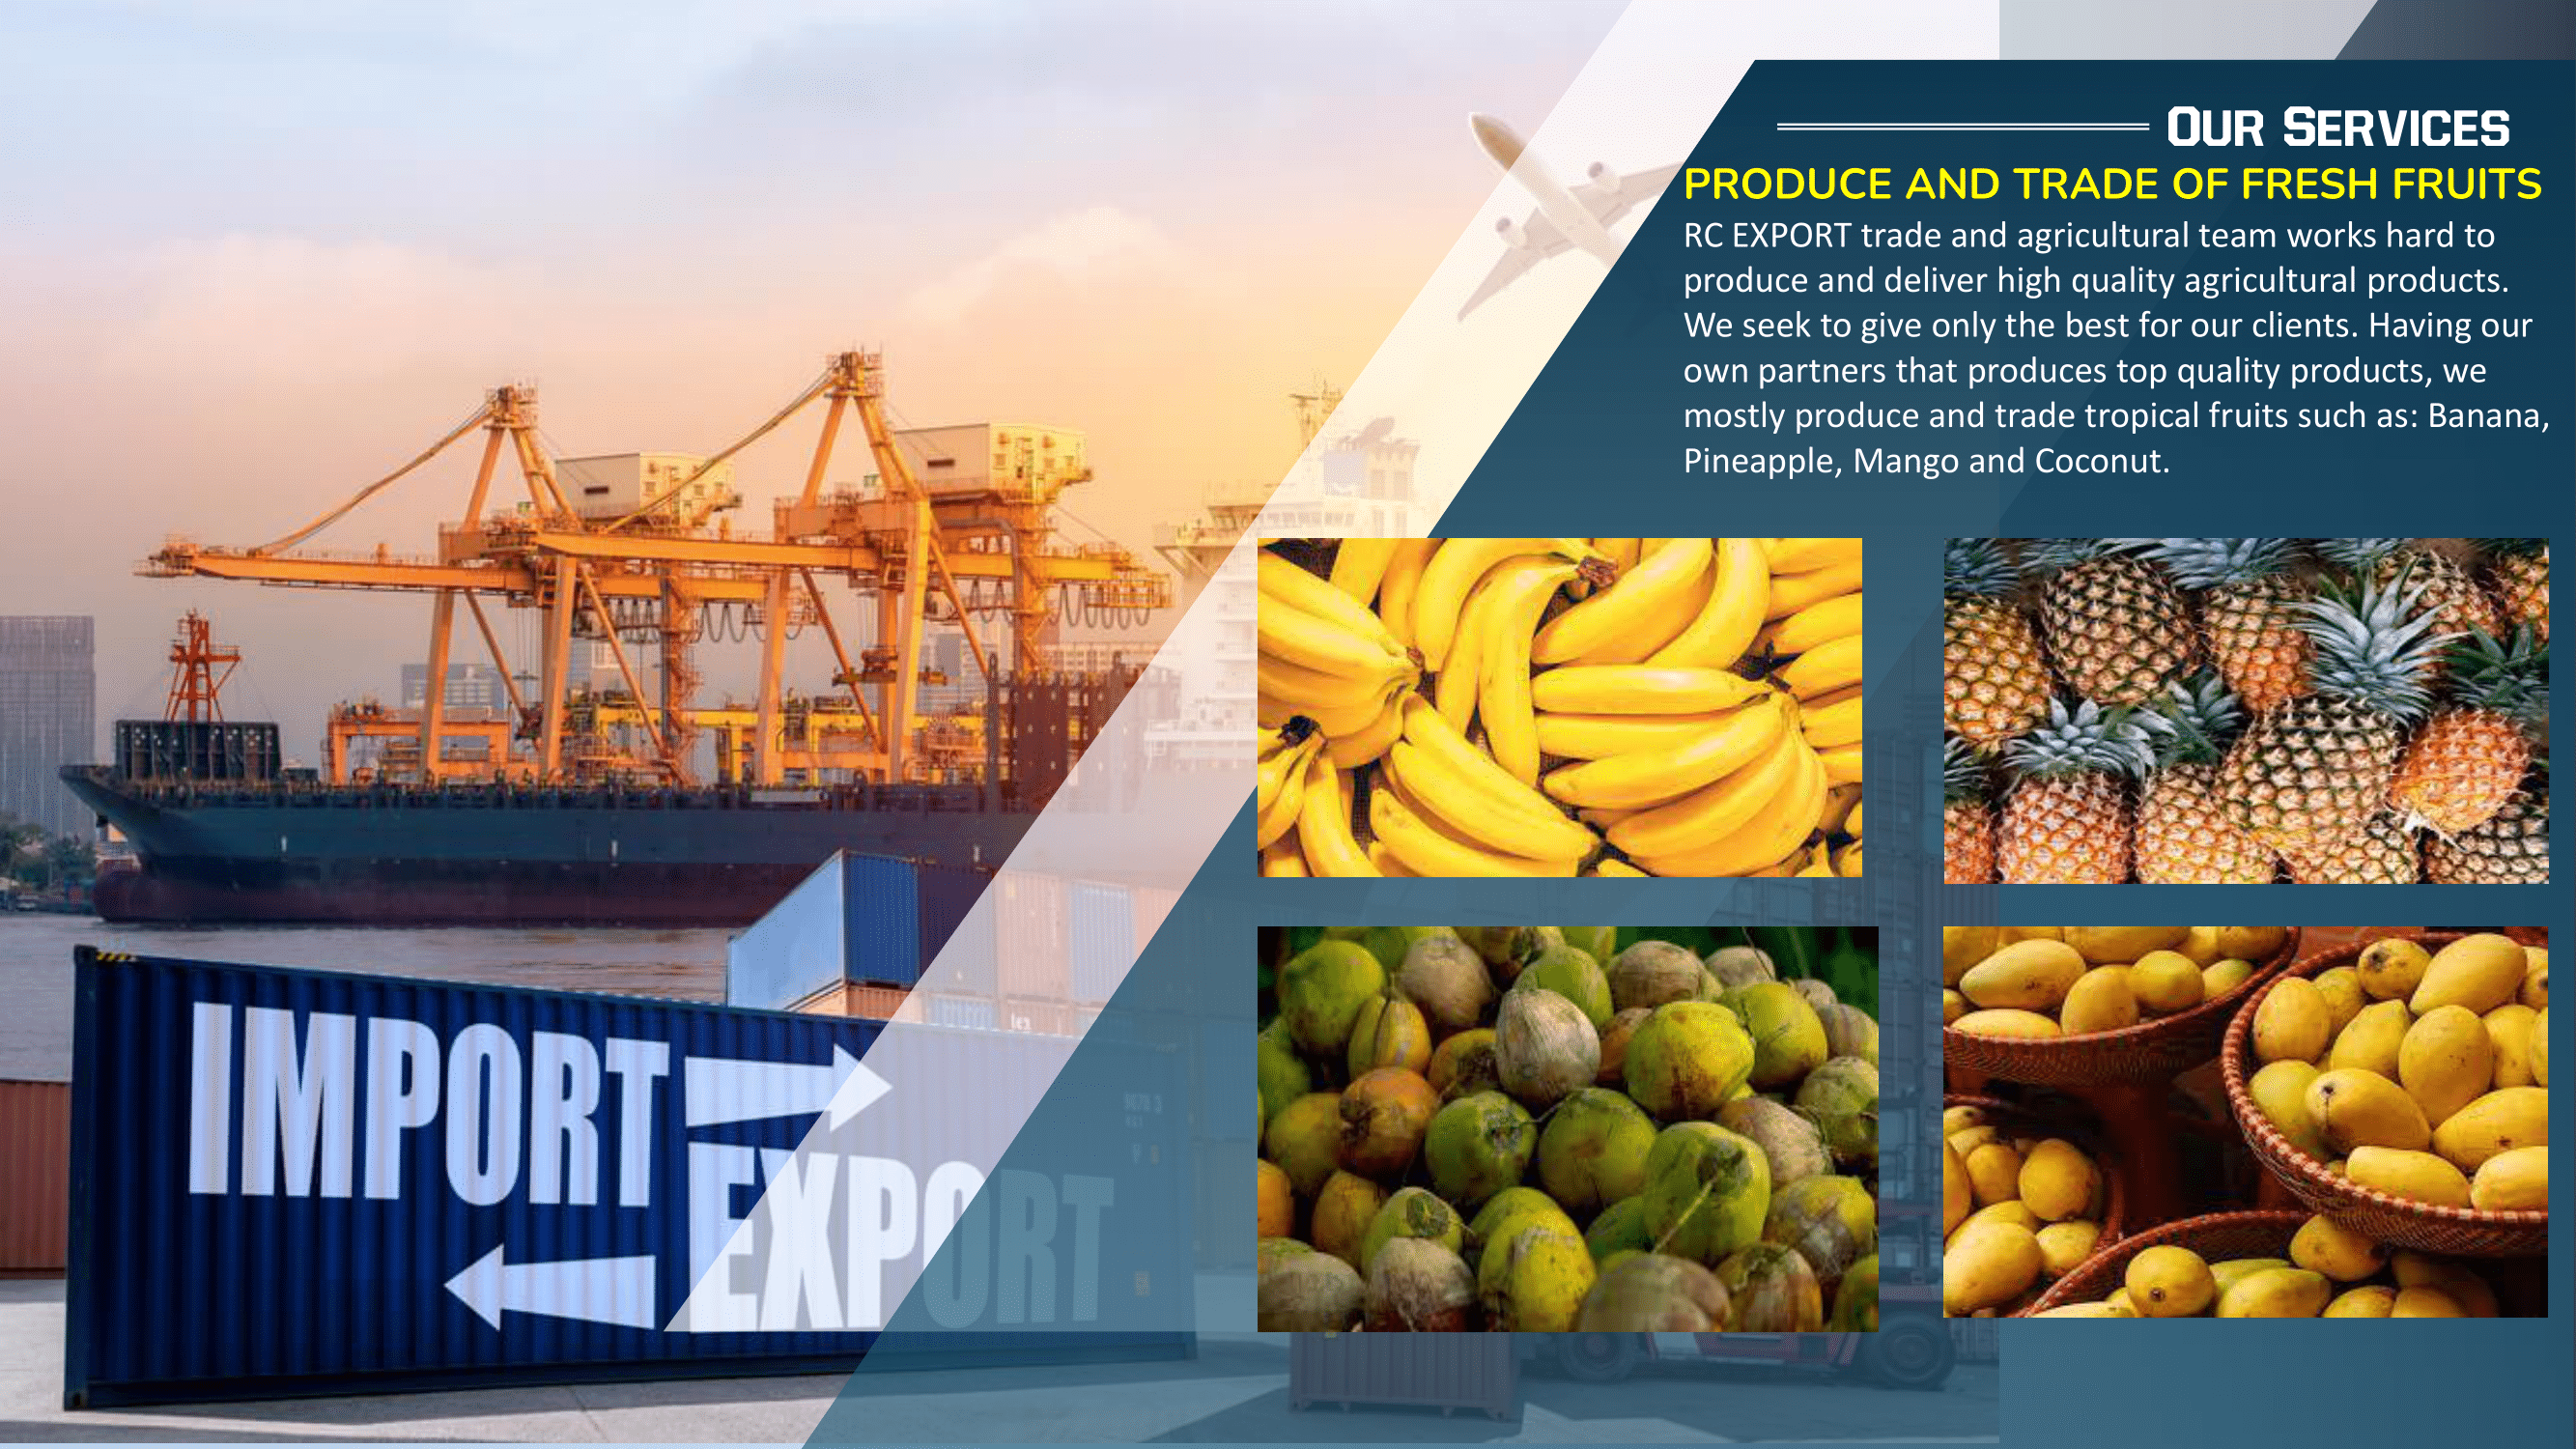 OUR SERVICES
PRODUCE AND TRADE OF FRESH FRUITS
RC EXPORT trade and agricultural team works hard to
produce and deliver high quality agricultural products.
We seek to give only the best for our clients. Having our
own partners that produces top quality products, we
mostly produce and trade tropical fruits such as: Banana,
Pineapple, Mango and Coconut.
IMPORT
EXPORT